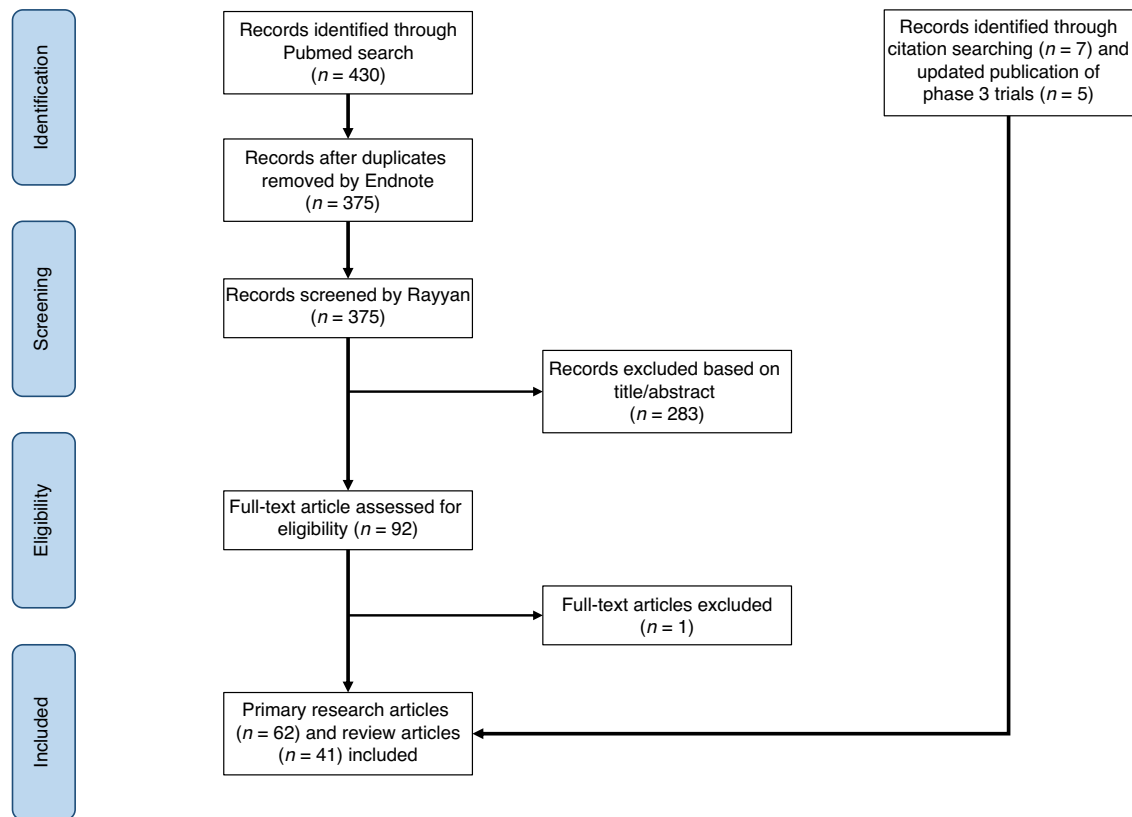 Identification
Records identified through
Pubmed search
(n = 430)
Records identified through
citation searching (n = 7) and
updated publication of
phase 3 trials (n = 5)
Records after duplicates
removed by Endnote
(n = 375)
Screening
Records screened by Rayyan
(n = 375)
Records excluded based on
title/abstract
(n = 283)
Eligibility
Full-text article assessed for
eligibility (n = 92)
Full-text articles excluded
(n = 1)
Included
Primary research articles
(n = 62) and review articles
(n = 41) included